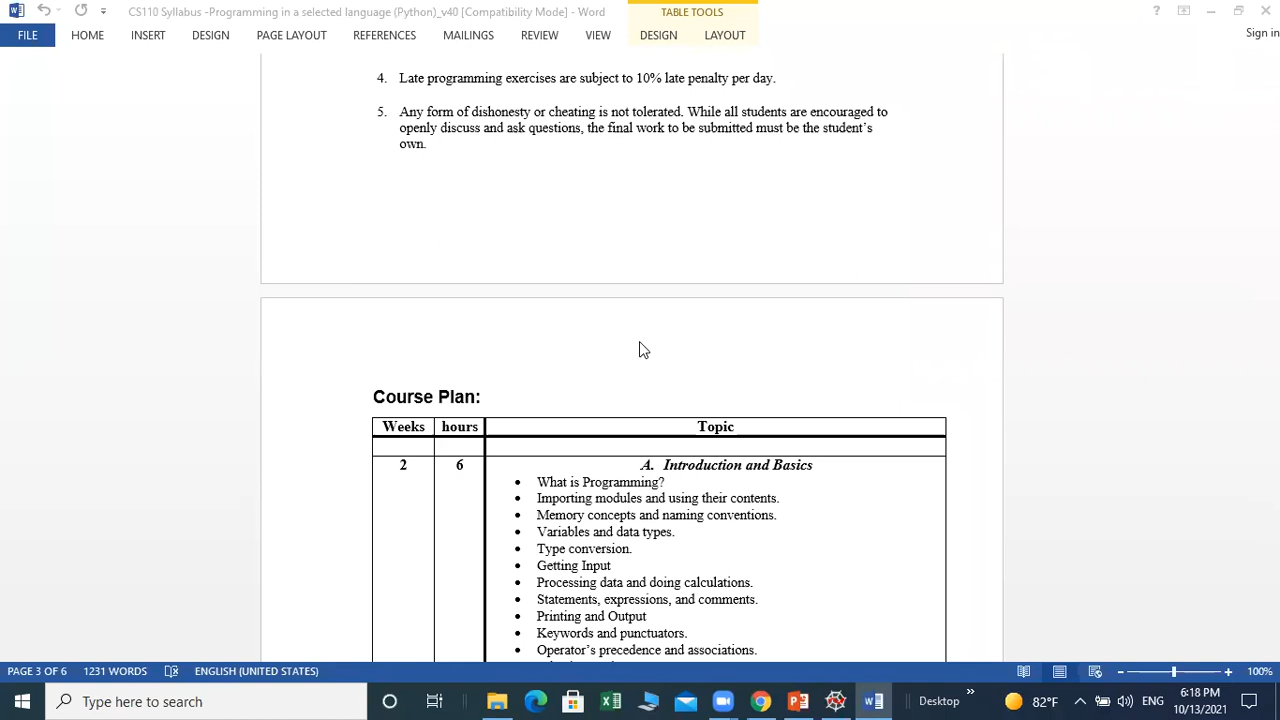 CS110 Syllabus -Programming in a selected language (Python)_v40 [Compatibility Mode] - Word
TABLE TOOLS
?
FILE HOME INSERT DESIGN PAGE LAYOUT REFERENCES MAILINGS REVIEW VIEW DESIGN LAYOUT
Sign in
4. Late programming exercises are subject to 10% late penalty per day.
5. Any form of dishonesty or cheating is not tolerated. While all students are encouraged to
openly discuss and ask questions, the final work to be submitted must be the student’s
own.
Course Plan:
Weeks hours Topic
2 6 A. Introduction and Basics
• What is Programming?
• Importing modules and using their contents.
• Memory concepts and naming conventions.
• Variables and data types.
• Type conversion.
• Getting Input
• Processing data and doing calculations.
• Statements, expressions, and comments.
• Printing and Output
• Keywords and punctuators.
• Operator’s precedence and associations.
PAGE 3 OF 6 1231 WORDS ENGLISH (UNITED STATES) 100%
Type here to search
Desktop
82°F
ENG
6:18 PM
10/13/2021